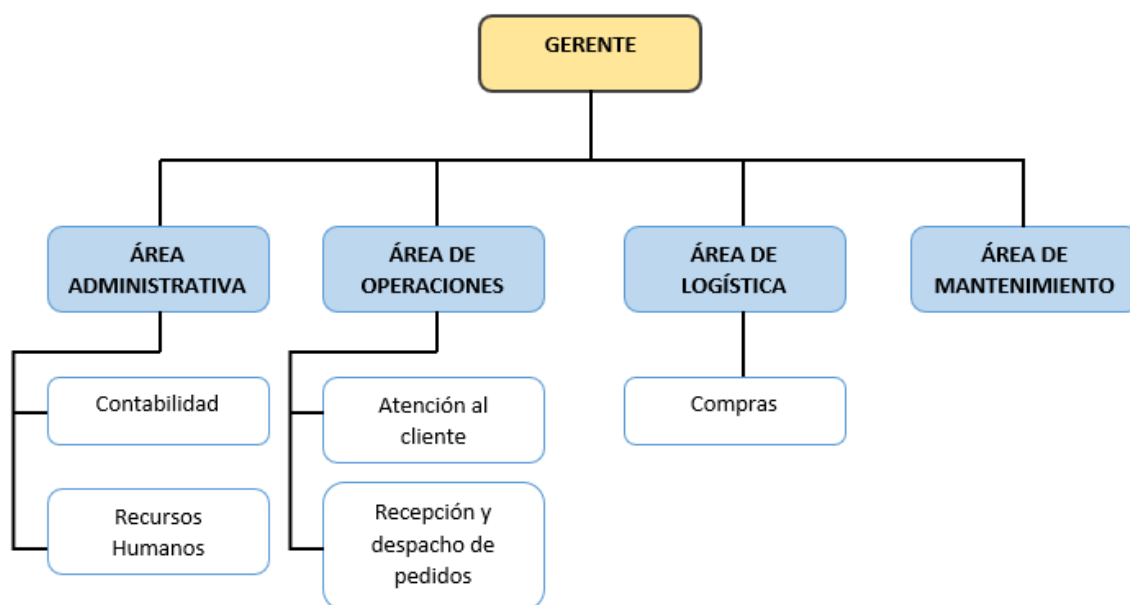 GERENTE
ÁREA
ADMINISTRATIVA
ÁREA DE
OPERACIONES
ÁREA DE
LOGÍSTICA
ÁREA DE
MANTENIMIENTO
Contabilidad
Atención al
cliente
Compras
Recursos
Humanos
Recepción y
despacho de
pedidos